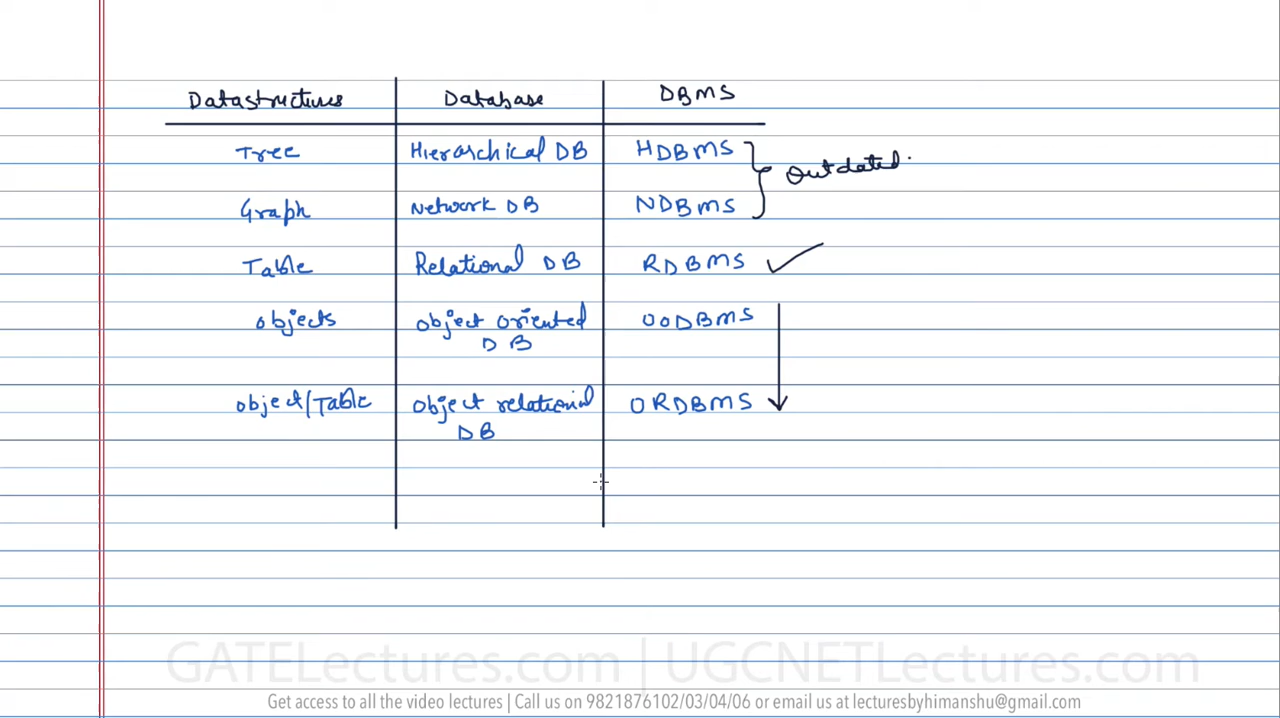 Datastructures Database DBMS
Tree Hierarchical DB HDBMS
Outdated.
Graph Network DB NDBMS
Table Relational DB RDBMS
objects object oriented OODBMS
DB
object/Table object relational ORDBMS
DB
GATELectures.com | UGCNETLectures.com
Get access to all the video lectures | Call us on 9821876102/03/04/06 or email us at lecturesbyhimanshu@gmail.com